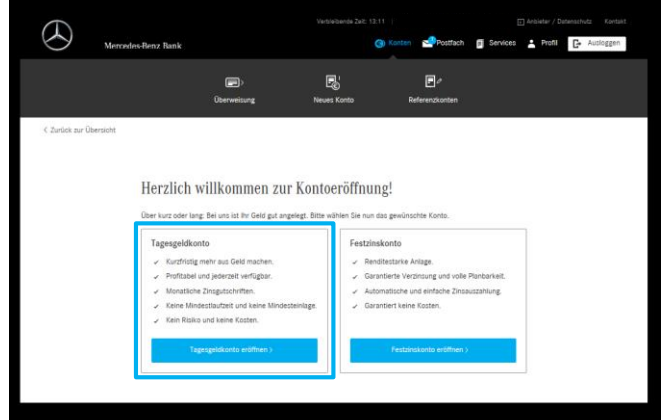 Verbleibende Zeit: 13:11
Anbieter / Datenschutz Kontakt
Mercedes-Benz Bank
Konten Postfach Services Profil Ausloggen
Überweisung Neues Konto Referenzkonten
Zurück zur Übersicht
Herzlich willkommen zur Kontoeröffnung!
Über kurz oder lang: Bei uns ist Ihr Geld gut angelegt. Bitte wählen Sie nun das gewünschte Konto.
Tagesgeldkonto
Kurzfristig mehr aus Geld machen.
Profitabel und jederzeit verfügbar.
Monatliche Zinsgutschriften.
Keine Mindestlaufzeit und keine Mindesteinlage.
Kein Risiko und keine Kosten.
Tagesgeldkonto eröffnen >
Festzinskonto
Renditestarke Anlage.
Garantierte Verzinsung und volle Planbarkeit.
Automatische und einfache Zinsauszahlung.
Garantiert keine Kosten.
Festzinskonto eröffnen >